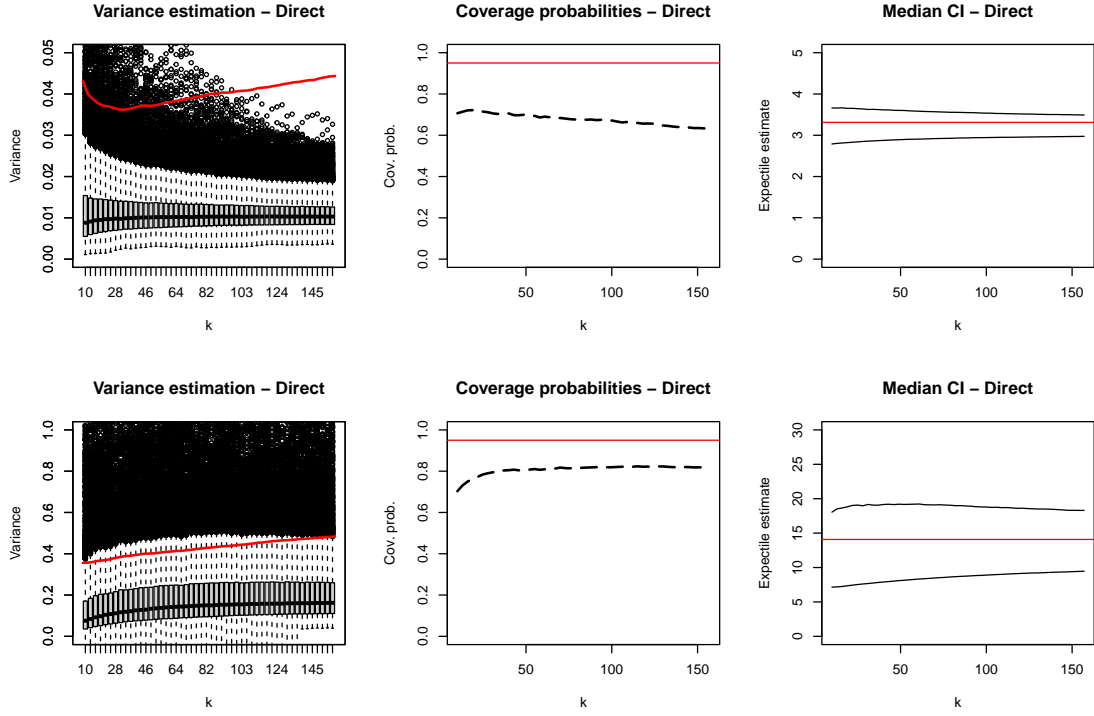 Variance estimation – Direct
Coverage probabilities – Direct
Median CI – Direct
Variance
0.00 0.01 0.02 0.03 0.04 0.05
10 28 46 64 82 103 124 145
k
Cov. prob.
0.0 0.2 0.4 0.6 0.8 1.0
50 100 150
k
Expectile estimate
0 1 2 3 4 5
50 100 150
k
Variance estimation – Direct
Coverage probabilities – Direct
Median CI – Direct
Variance
0.0 0.2 0.4 0.6 0.8 1.0
10 28 46 64 82 103 124 145
k
Cov. prob.
0.0 0.2 0.4 0.6 0.8 1.0
50 100 150
k
Expectile estimate
0 5 10 15 20 25 30
50 100 150
k